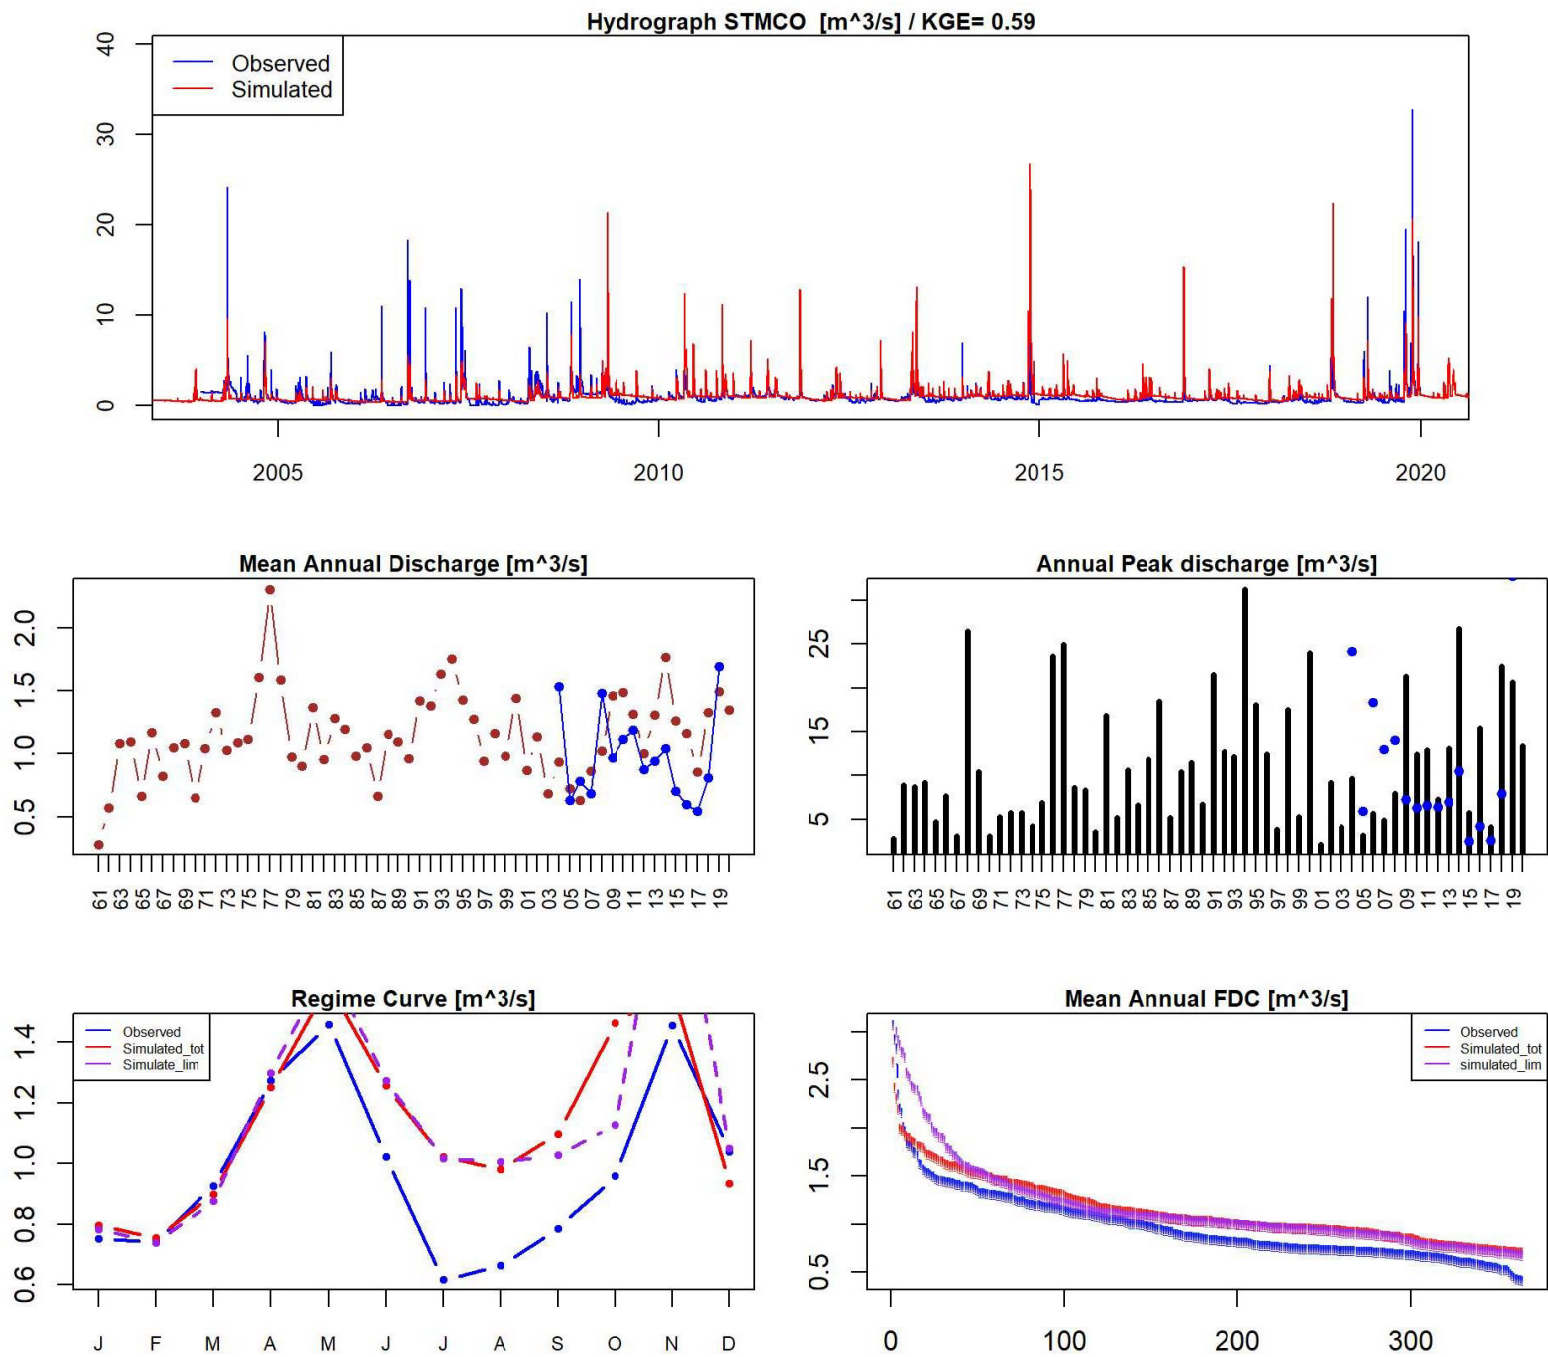 Hydrograph STMCO [m^3/s] / KGE= 0.59
40
30
20
10
0
Observed
Simulated
2005 2010 2015 2020
Mean Annual Discharge [m^3/s]
2.0
1.5
1.0
0.5
61 63 65 67 69 71 73 75 77 79 81 83 85 87 89 91 93 95 97 99 01 03 05 07 09 11 13 15 17 19
Annual Peak discharge [m^3/s]
25
15
5
61 63 65 67 69 71 73 75 77 79 81 83 85 87 89 91 93 95 97 99 01 03 05 07 09 11 13 15 17 19
Regime Curve [m^3/s]
1.4
1.2
1.0
0.8
0.6
Observed
Simulated_tot
Simulate_lim
J F M A M J J A S O N D
Mean Annual FDC [m^3/s]
2.5
1.5
0.5
Observed
Simulated_tot
simulated_lim
0 100 200 300